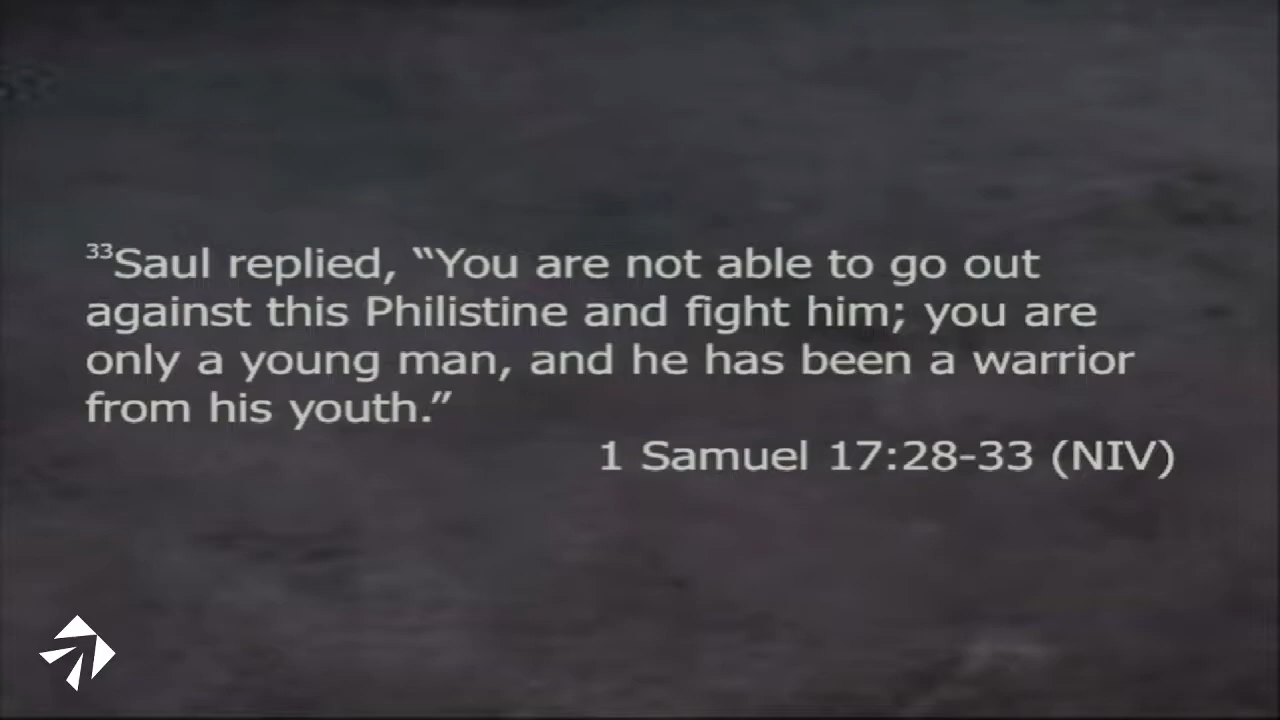 ³³Saul replied, “You are not able to go out
against this Philistine and fight him; you are
only a young man, and he has been a warrior
from his youth.”
1 Samuel 17:28-33 (NIV)